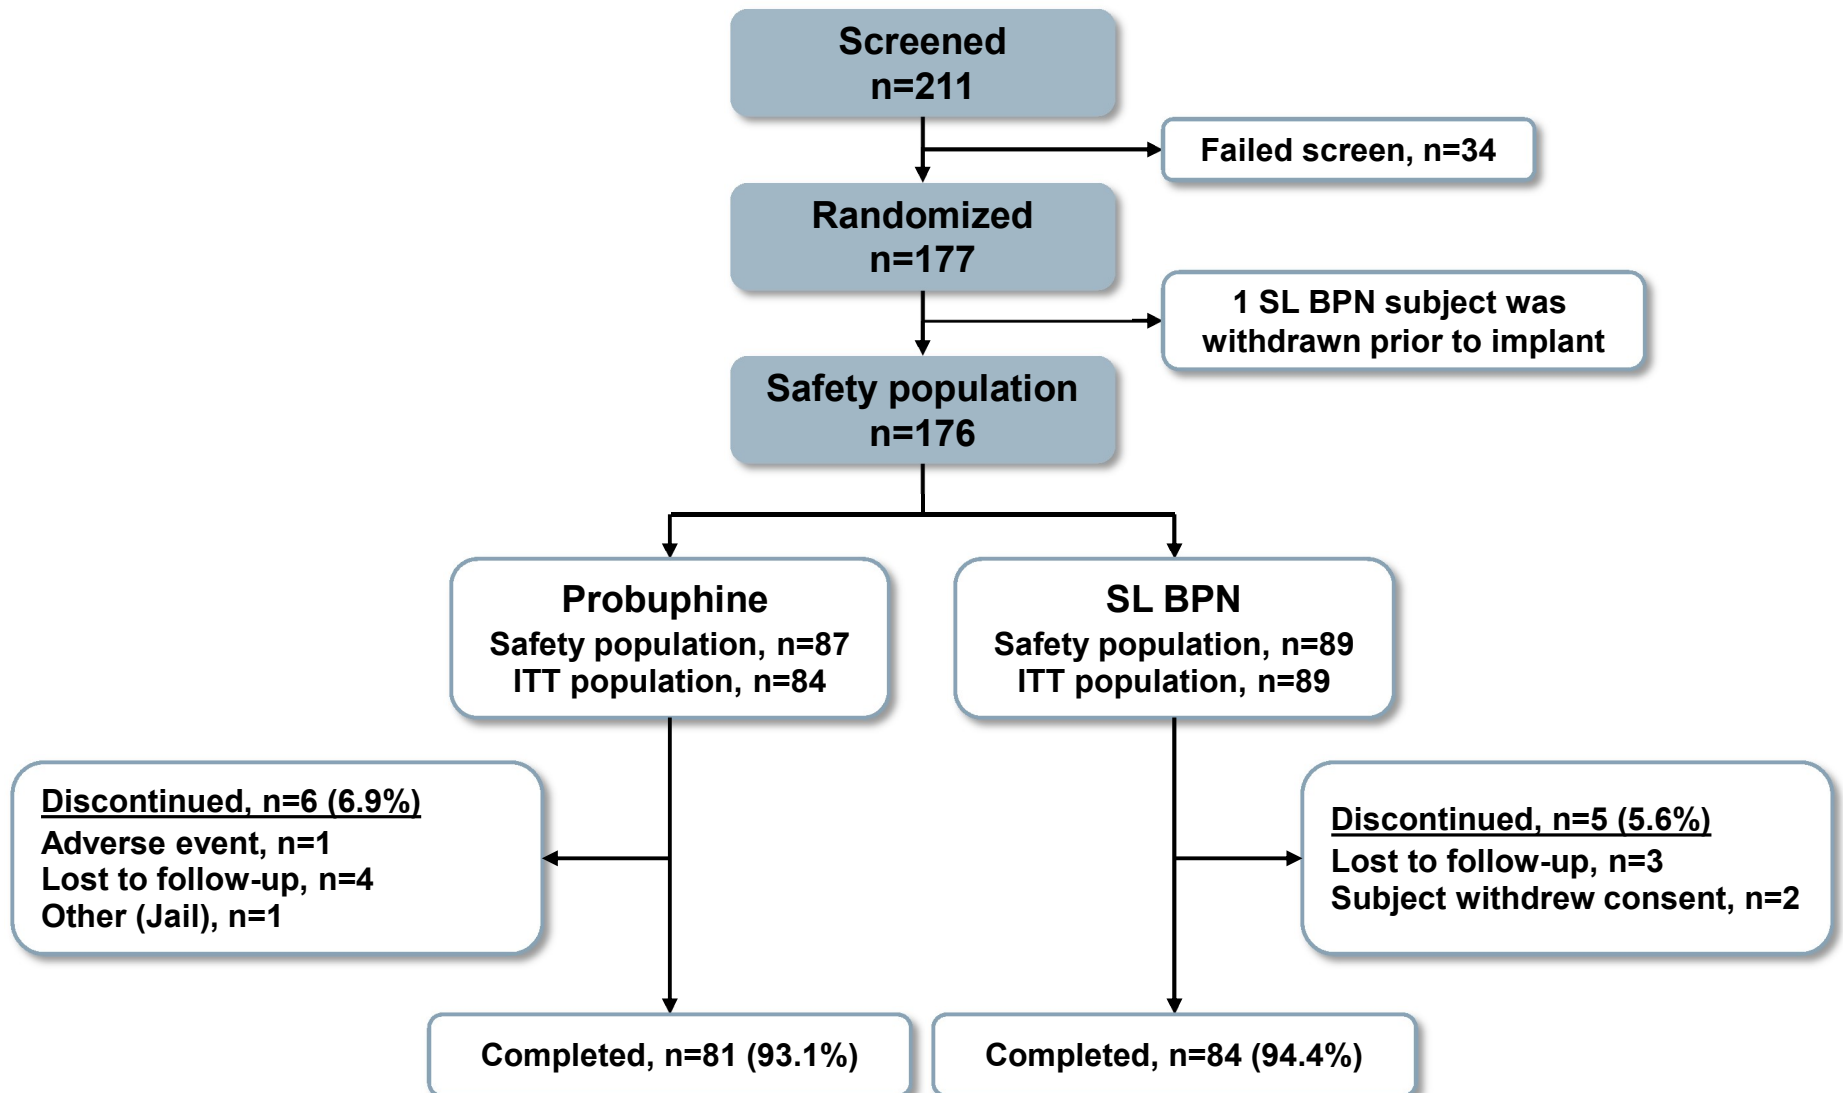 Screened
n=211
Failed screen, n=34
Randomized
n=177
1 SL BPN subject was
withdrawn prior to implant
Safety population
n=176
Probuphine
Safety population, n=87
ITT population, n=84
SL BPN
Safety population, n=89
ITT population, n=89
Discontinued, n=6 (6.9%)
Adverse event, n=1
Lost to follow-up, n=4
Other (Jail), n=1
Discontinued, n=5 (5.6%)
Lost to follow-up, n=3
Subject withdrew consent, n=2
Completed, n=81 (93.1%)
Completed, n=84 (94.4%)